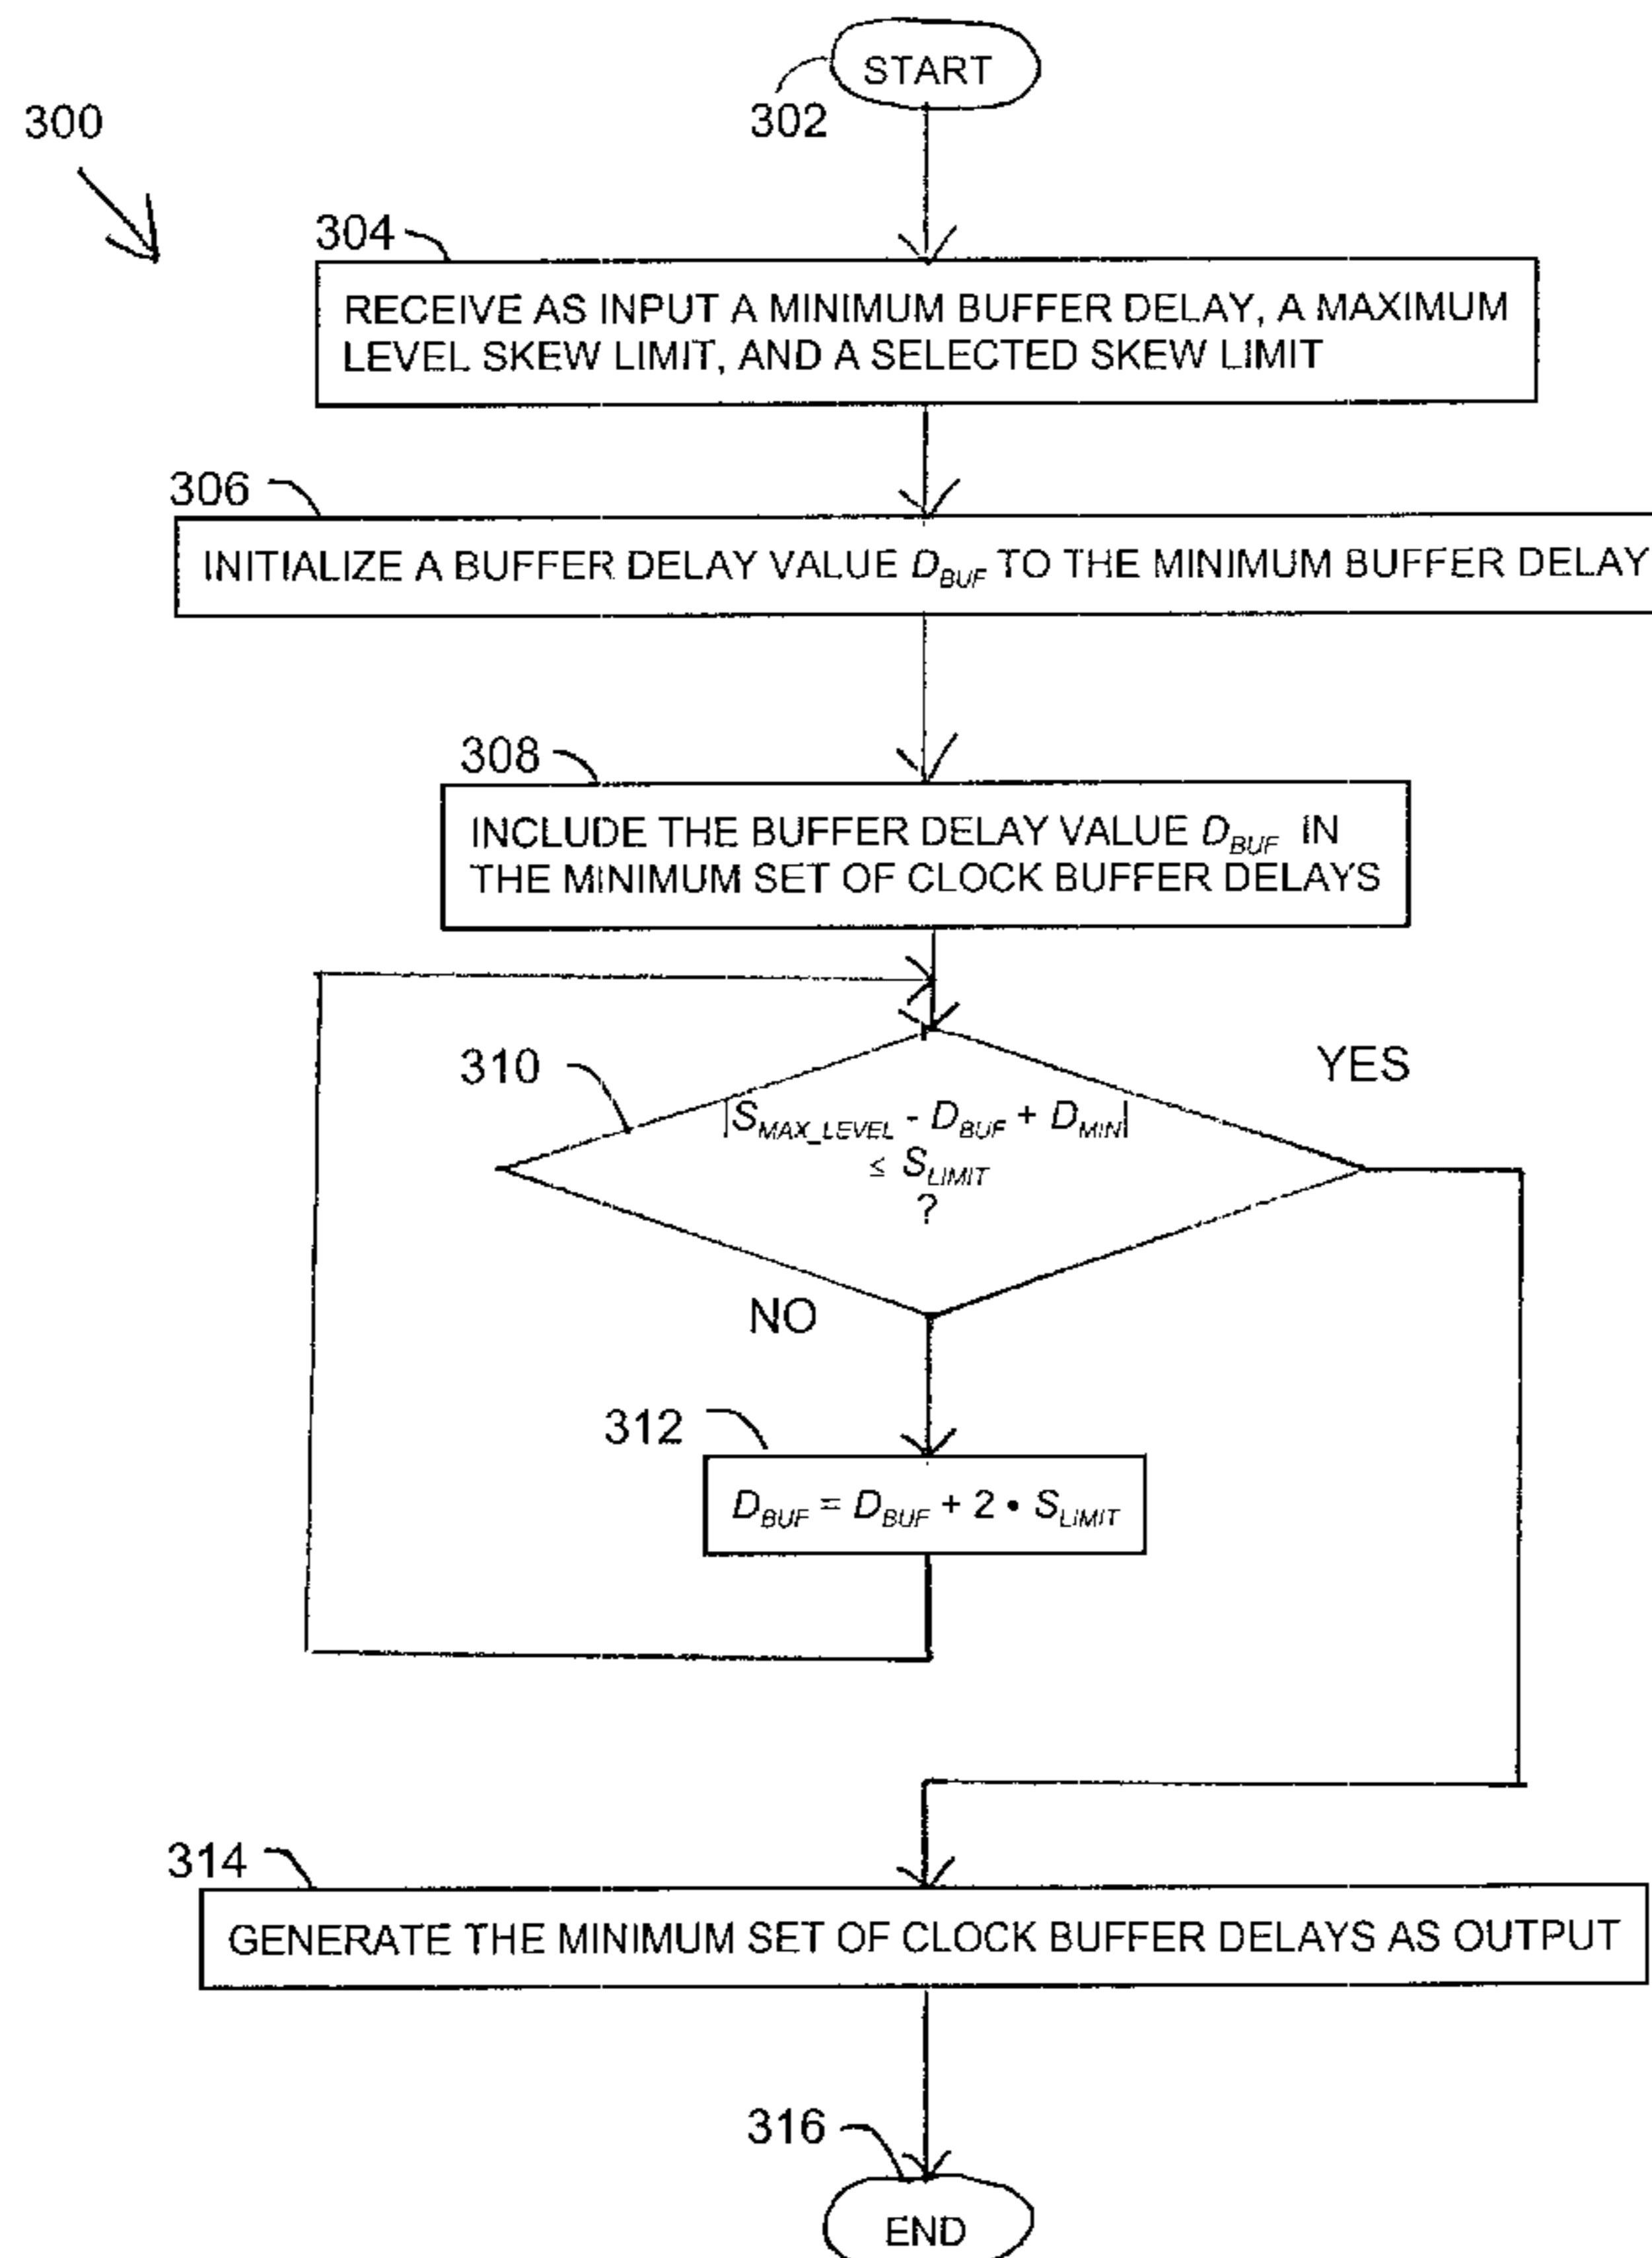 START
302
300
304
RECEIVE AS INPUT A MINIMUM BUFFER DELAY, A MAXIMUM
LEVEL SKEW LIMIT, AND A SELECTED SKEW LIMIT
306
INITIALIZE A BUFFER DELAY VALUE D_BUF TO THE MINIMUM BUFFER DELAY
308
INCLUDE THE BUFFER DELAY VALUE D_BUF IN
THE MINIMUM SET OF CLOCK BUFFER DELAYS
310
YES
|S_MAX_LEVEL - D_BUF + D_MIN|
≤ S_LIMIT
?
NO
312
D_BUF = D_BUF + 2 • S_LIMIT
314
GENERATE THE MINIMUM SET OF CLOCK BUFFER DELAYS AS OUTPUT
316
END